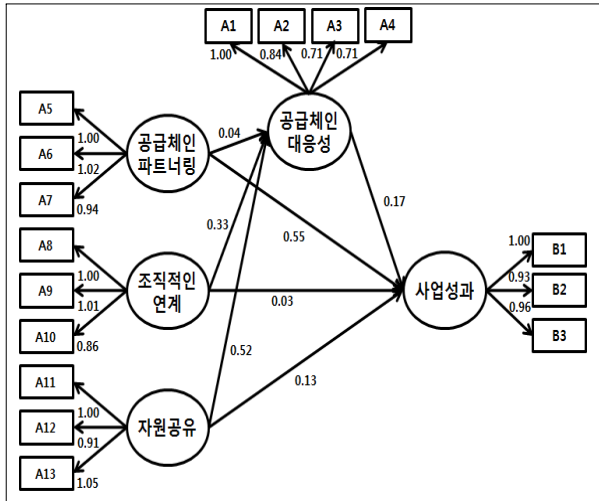 A1
A2
A3
A4
1.00
0.84
0.71
0.71
공급체인
대응성
A5
A6
A7
1.00
1.02
0.94
공급체인
파트너링
0.04
0.33
0.55
0.17
A8
A9
A10
1.00
1.01
0.86
조직적인
연계
0.03
0.52
0.13
사업성과
1.00
0.93
0.96
B1
B2
B3
A11
A12
A13
1.00
0.91
1.05
자원공유